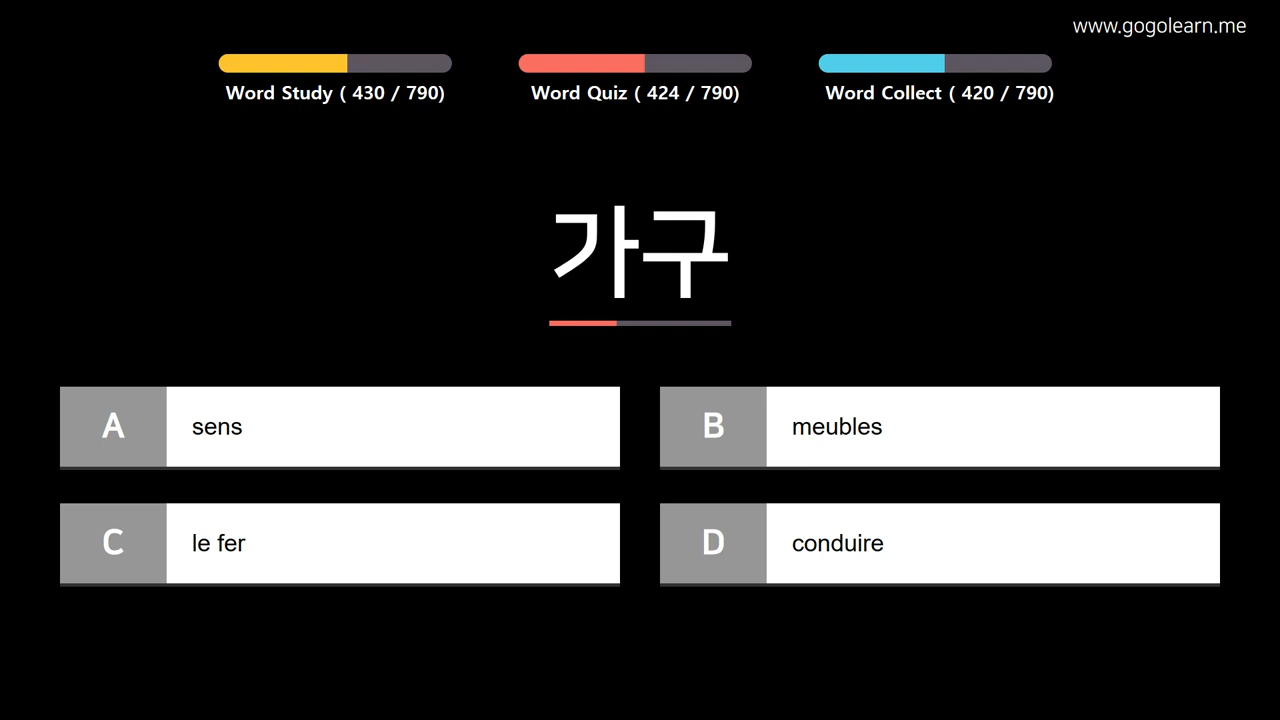 www.gogolearn.me
Word Study ( 430 / 790)
Word Quiz ( 424 / 790)
Word Collect ( 420 / 790)
가구
A sens
B meubles
C le fer
D conduire